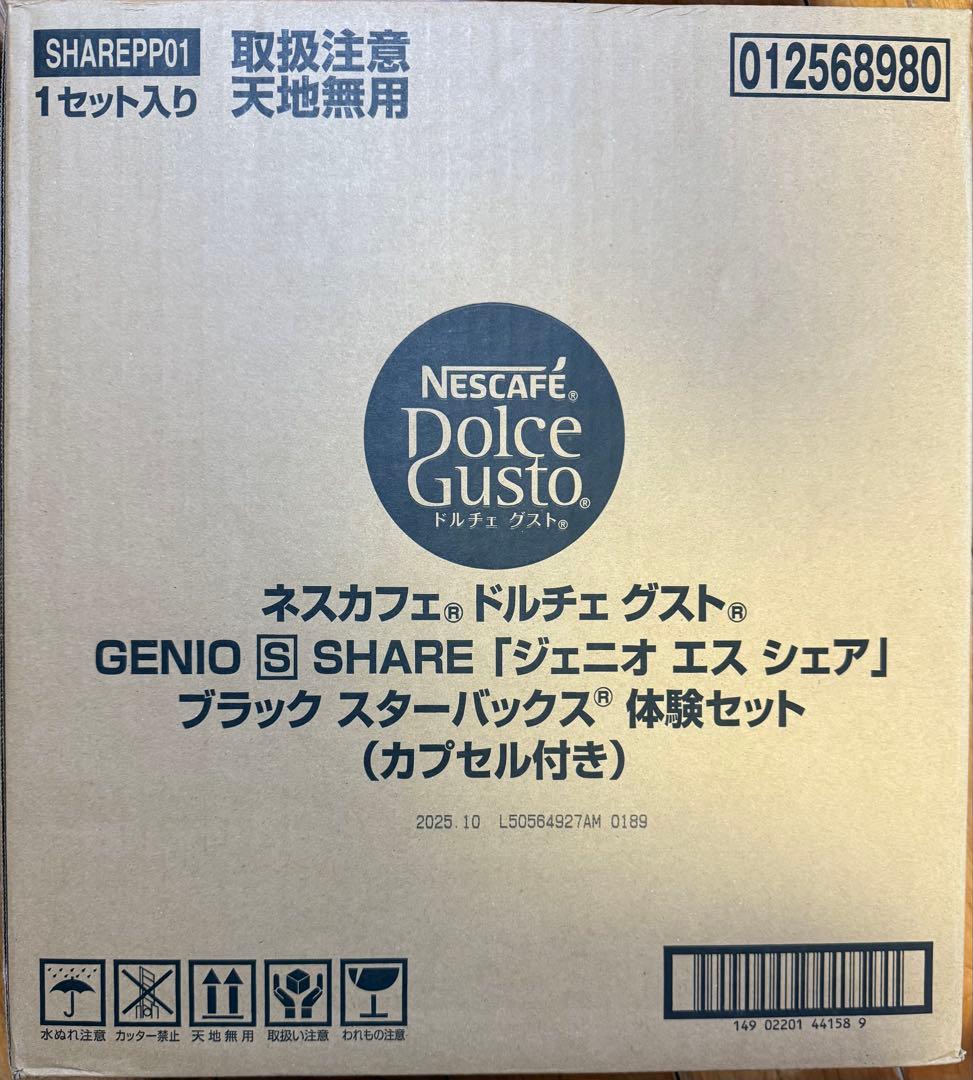 SHAREPP01
1セット入り
取扱注意
天地無用
012568980
NESCAFÉ®
Dolce
Gusto®
ドルチェ グスト®
ネスカフェ® ドルチェ グスト®
GENIO S SHARE「ジェニオ エス シェア」
ブラック スターバックス® 体験セット
(カプセル付き)
2025.10 L50564927AM 0189
水ぬれ注意 カッター禁止 天地無用 取扱い注意 われもの注意
149 02201 44158 9